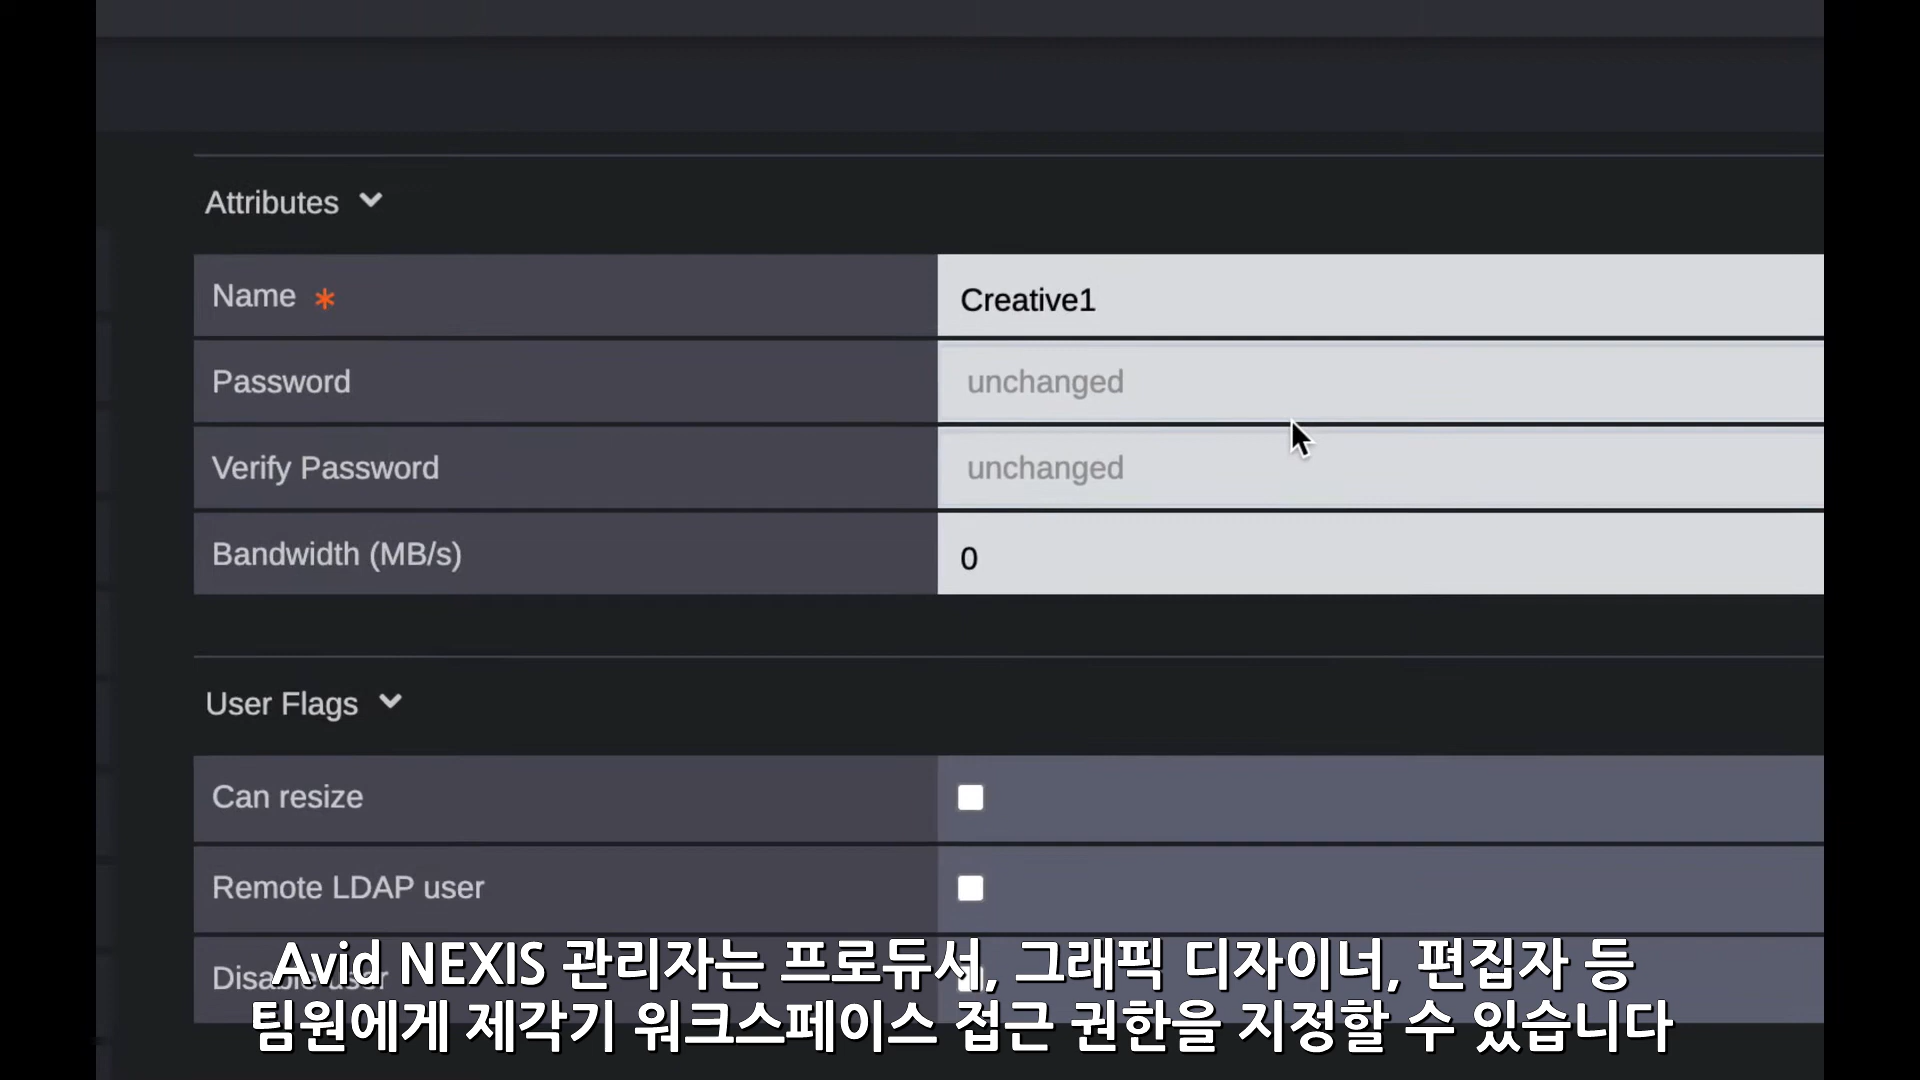 Attributes
Name *
Creative1
Password
unchanged
Verify Password
unchanged
Bandwidth (MB/s)
0
User Flags
Can resize
Remote LDAP user
Disable user
Avid NEXIS 관리자는 프로듀서, 그래픽 디자이너, 편집자 등
팀원에게 제각기 워크스페이스 접근 권한을 지정할 수 있습니다